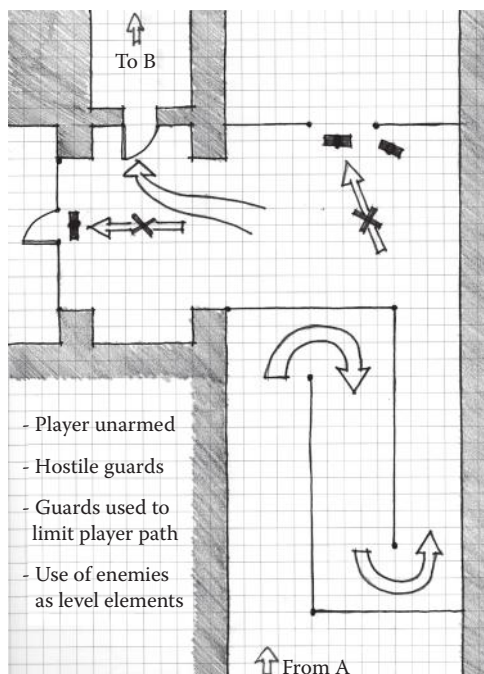 To B
- Player unarmed
- Hostile guards
- Guards used to
limit player path
- Use of enemies
as level elements
From A